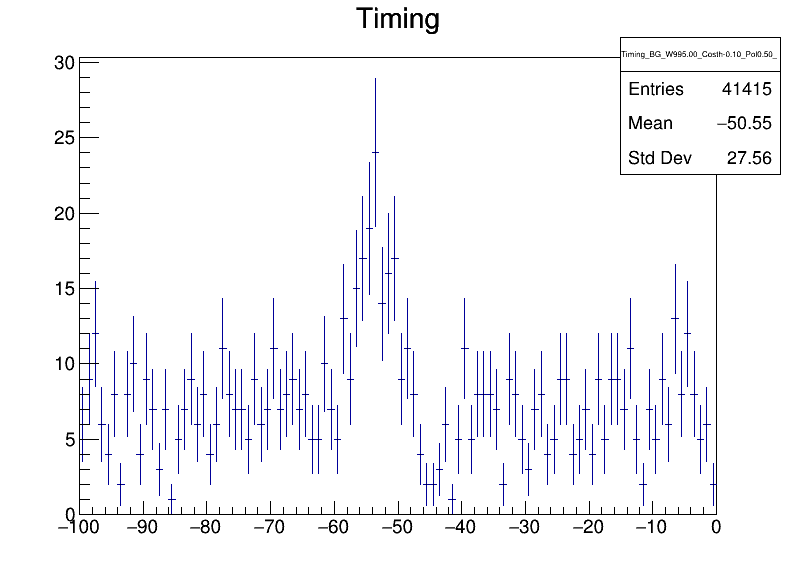 Timing
Timing_BG_W995.00_Costh-0.10_Pol0.50_
Entries 41415
Mean −50.55
Std Dev 27.56
30
25
20
15
10
5
0
−100 −90 −80 −70 −60 −50 −40 −30 −20 −10 0